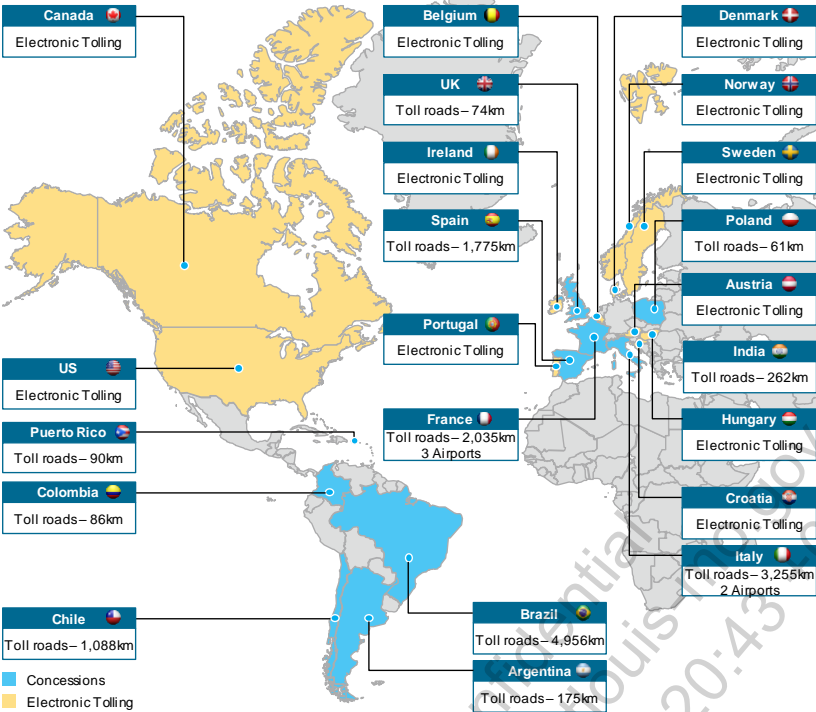 Canada
Electronic Tolling
Belgium
Electronic Tolling
Denmark
Electronic Tolling
UK
Toll roads – 74km
Norway
Electronic Tolling
Ireland
Electronic Tolling
Sweden
Electronic Tolling
Spain
Toll roads – 1,775km
Poland
Toll roads – 61km
Austria
Electronic Tolling
Portugal
Electronic Tolling
India
Toll roads – 262km
US
Electronic Tolling
France
Toll roads – 2,035km
3 Airports
Hungary
Electronic Tolling
Puerto Rico
Toll roads – 90km
Colombia
Toll roads – 86km
Croatia
Electronic Tolling
Italy
Toll roads – 3,255km
2 Airports
Chile
Toll roads – 1,088km
Brazil
Toll roads – 4,956km
Argentina
Toll roads – 175km
Concessions
Electronic Tolling